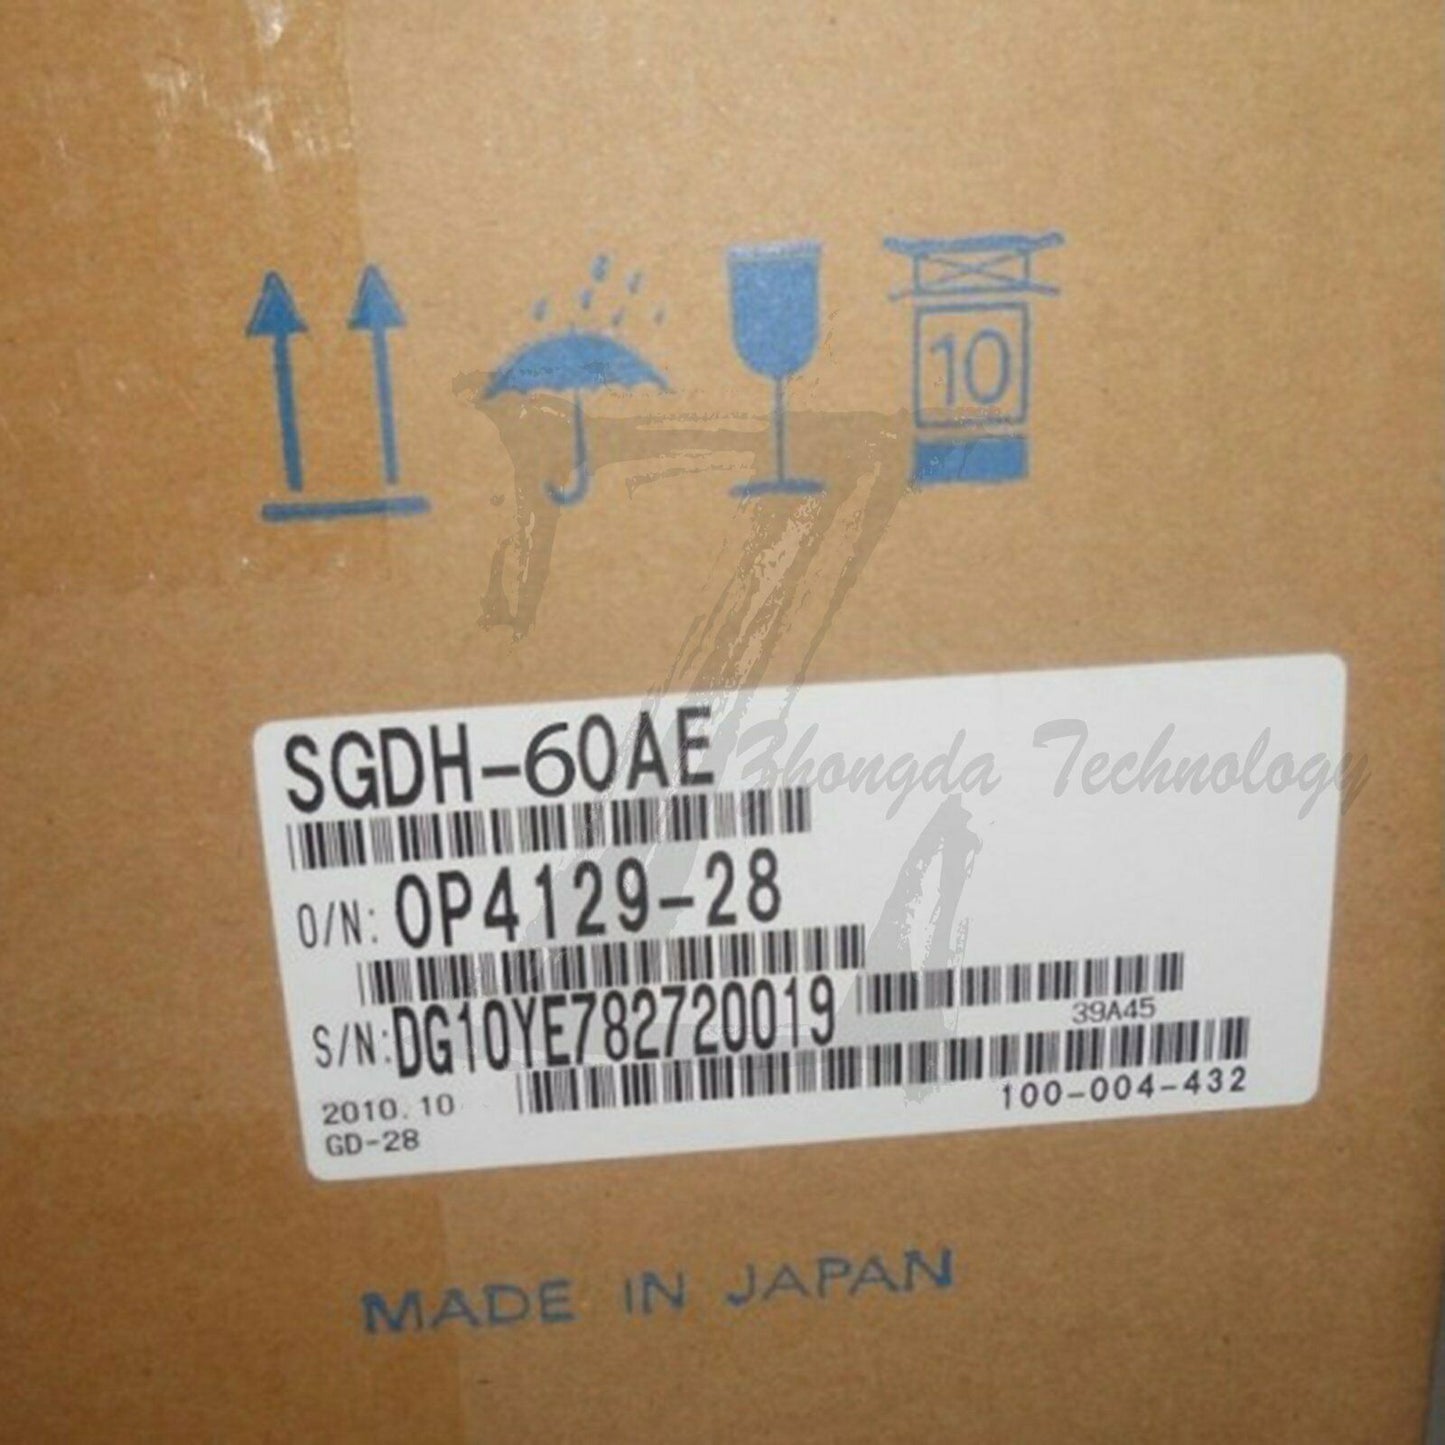 10
SGDH-60AE
Zhongda Technology
O/N: OP4129-28
S/N: DG10YE782720019
39A45
2010.10
100-004-432
GD-28
MADE IN JAPAN